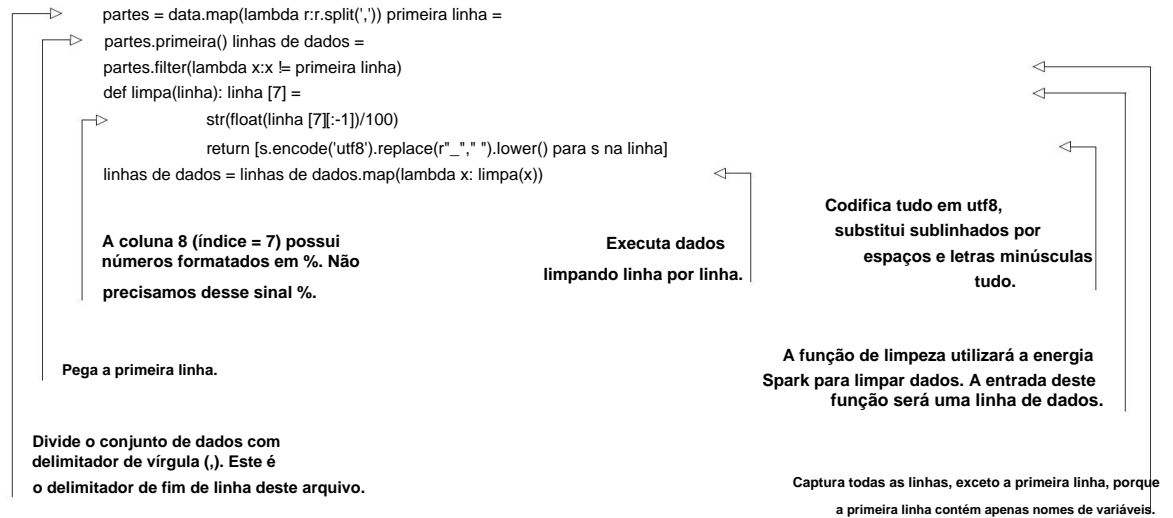 partes = data.map(lambda r:r.split(',')) primeira linha =
partes.primeira() linhas de dados =
partes.filter(lambda x:x != primeira linha)
def limpa(linha): linha [7] =
str(float(linha [7][:-1])/100)
return [s.encode('utf8').replace(r"_"," ").lower() para s na linha]
linhas de dados = linhas de dados.map(lambda x: limpa(x))
A coluna 8 (índice = 7) possui
números formatados em %. Não
precisamos desse sinal %.
Executa dados
limpando linha por linha.
Codifica tudo em utf8,
substitui sublinhados por
espaços e letras minúsculas
tudo.
Pega a primeira linha.
A função de limpeza utilizará a energia
Spark para limpar dados. A entrada deste
função será uma linha de dados.
Divide o conjunto de dados com
delimitador de vírgula (,). Este é
o delimitador de fim de linha deste arquivo.
Captura todas as linhas, exceto a primeira linha, porque
a primeira linha contém apenas nomes de variáveis.